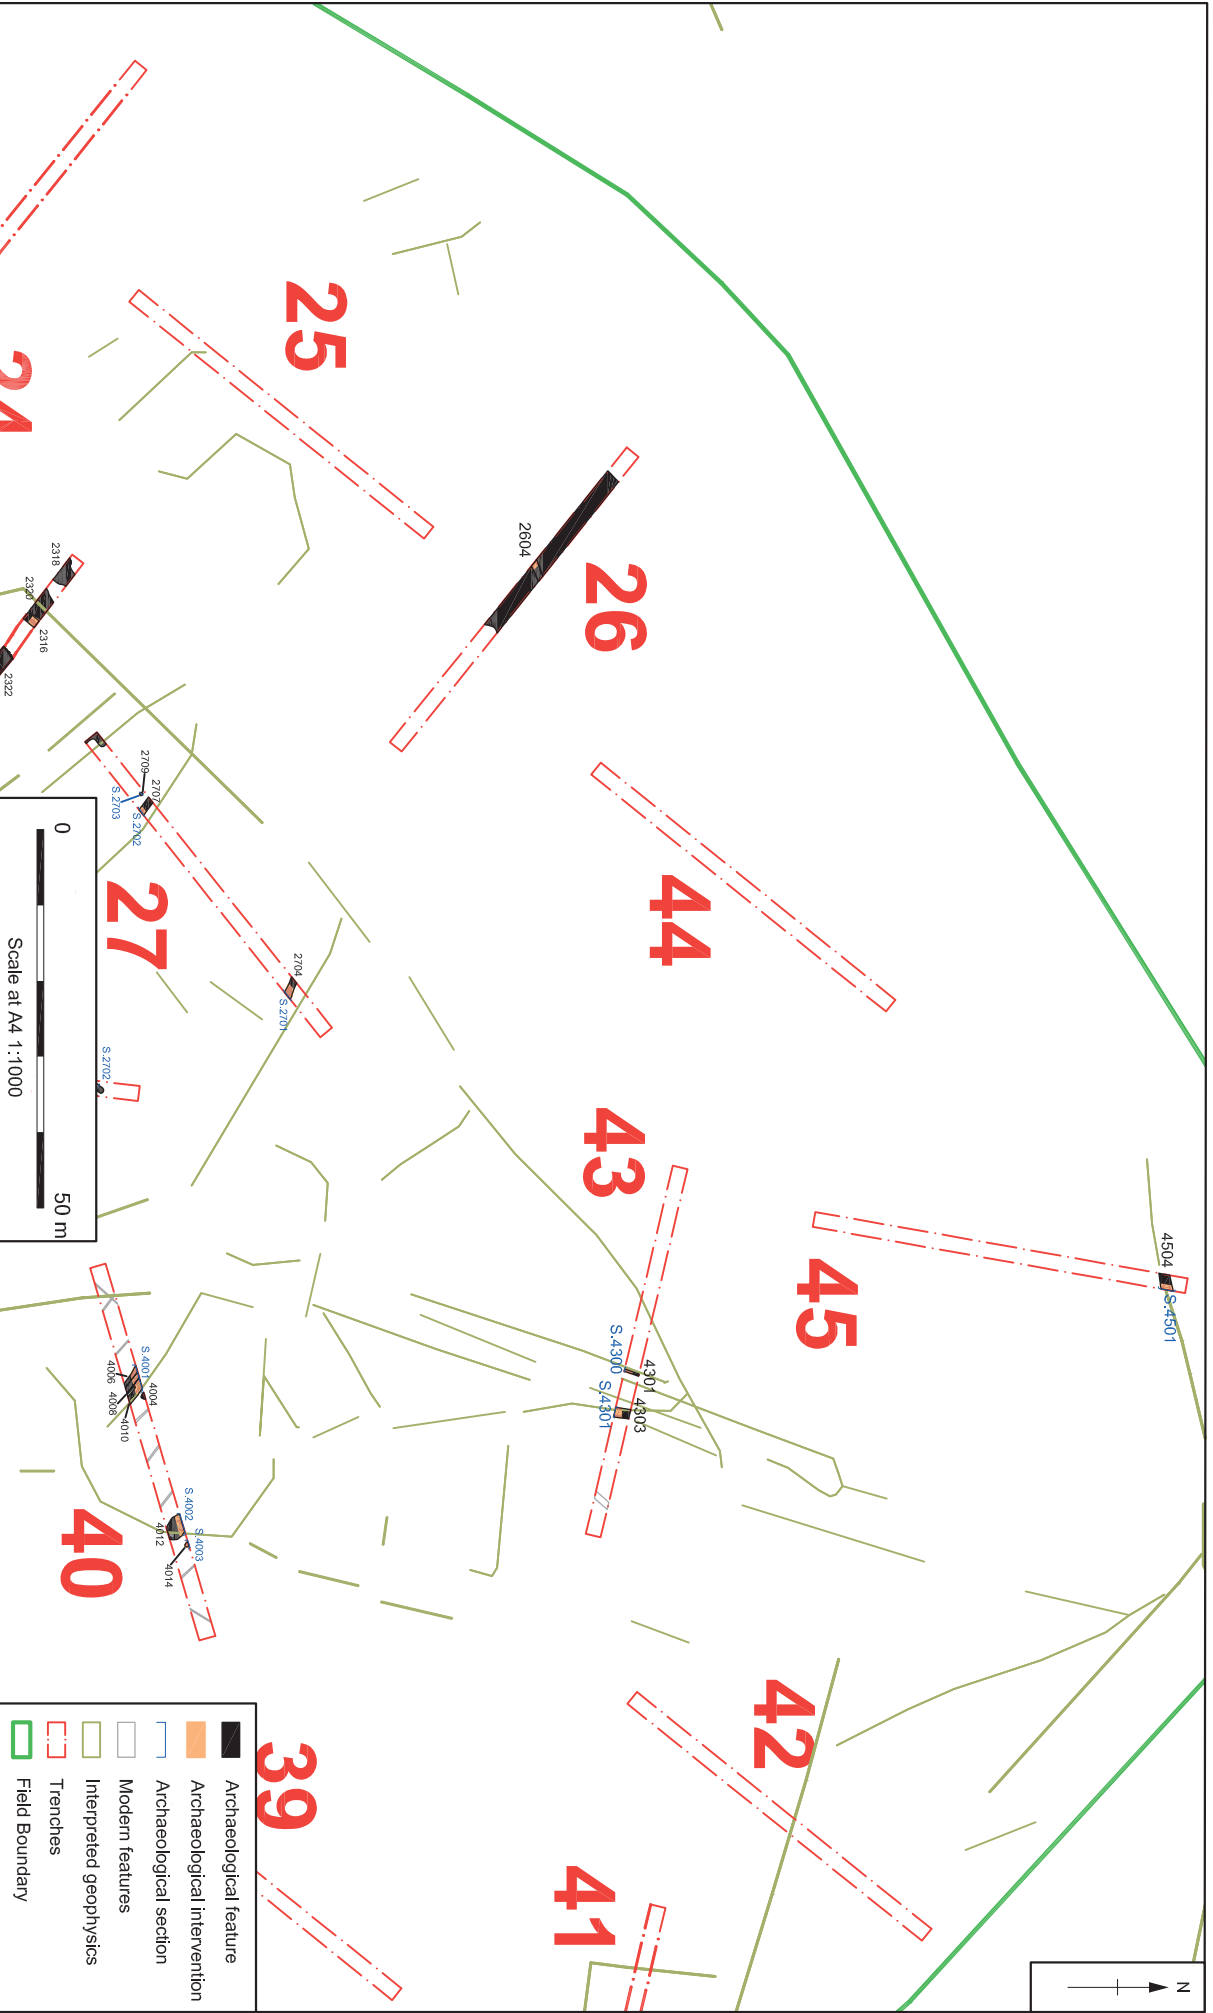 N
4504
S.4501
45
44
42
26
43
41
4301
4303
S.4300
S.4301
2604
25
39
24
27
40
2704
S.2701
2709
2707
S.2703
S.2702
S.2702
2318
2320
2316
2322
S.4001
4004
4006
4008
4010
S.4002
S.4003
4012
4014
0
50 m
Scale at A4 1:1000
Archaeological feature
Archaeological intervention
Archaeological section
Modern features
Interpreted geophysics
Trenches
Field Boundary